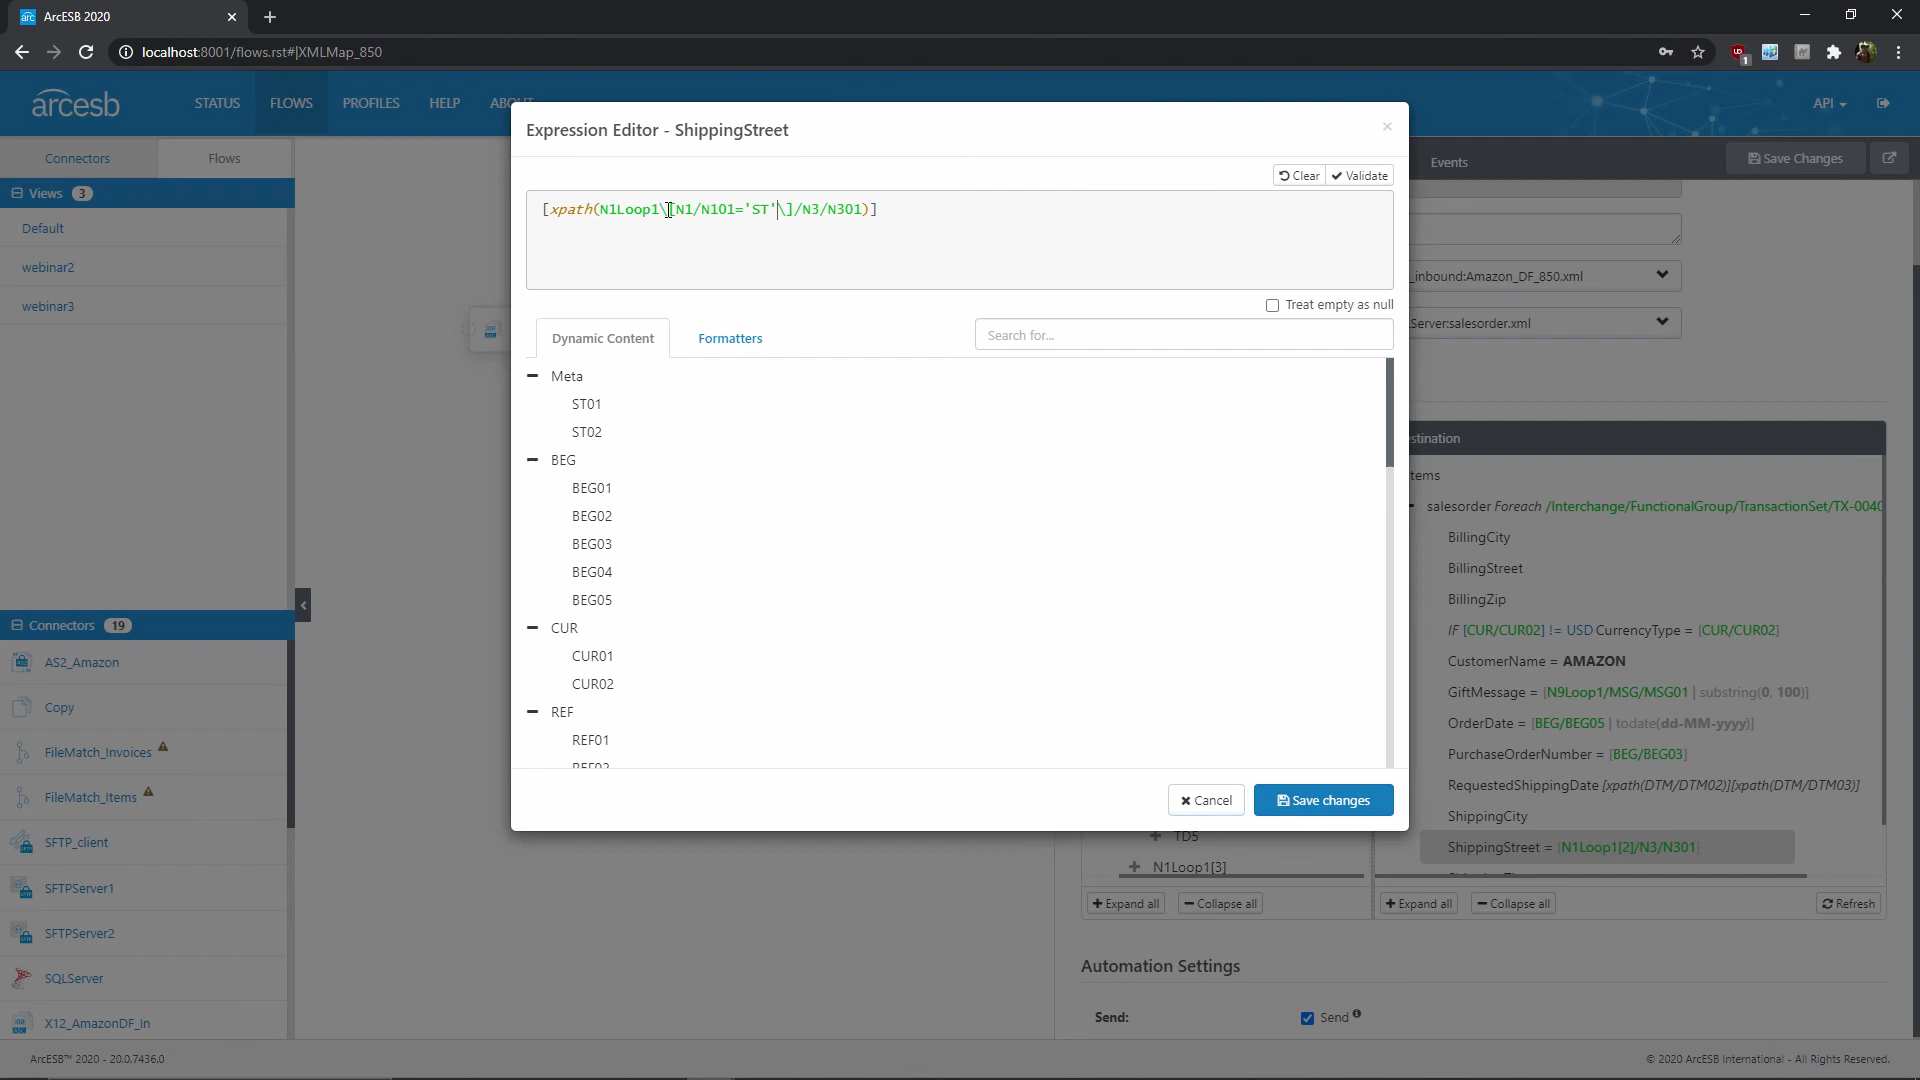 ArcESB 2020
localhost:8001/flows.rst#|XMLMap_850
1
arcesb
STATUS
FLOWS
PROFILES
HELP
ABOUT
API
Expression Editor - ShippingStreet
Connectors
Flows
Views 3
Default
webinar2
webinar3
Connectors 19
AS2_Amazon
Copy
FileMatch_Invoices
FileMatch_Items
SFTP_client
SFTPServer1
SFTPServer2
SQLServer
X12_AmazonDF_In
Clear
Validate
[xpath(N1Loop1\[N1/N101='ST'\]/N3/N301)]
Treat empty as null
Dynamic Content
Formatters
Search for...
Meta
ST01
ST02
BEG
BEG01
BEG02
BEG03
BEG04
BEG05
CUR
CUR01
CUR02
REF
REF01
REF02
Cancel
Save changes
Events
Save Changes
_inbound:Amazon_DF_850.xml
Server:salesorder.xml
estination
tems
salesorder Foreach /Interchange/FunctionalGroup/TransactionSet/TX-0040
BillingCity
BillingStreet
BillingZip
IF [CUR/CUR02] != USD CurrencyType = [CUR/CUR02]
CustomerName = AMAZON
GiftMessage = [N9Loop1/MSG/MSG01 | substring(0, 100)]
OrderDate = [BEG/BEG05 | todate(dd-MM-yyyy)]
PurchaseOrderNumber = [BEG/BEG03]
RequestedShippingDate [xpath(DTM/DTM02)][xpath(DTM/DTM03)]
ShippingCity
ShippingStreet = [N1Loop1[2]/N3/N301]
TD5
N1Loop1[3]
Expand all
Collapse all
Expand all
Collapse all
Refresh
Automation Settings
Send:
Send
ArcESB™ 2020 - 20.0.7436.0
© 2020 ArcESB International - All Rights Reserved.